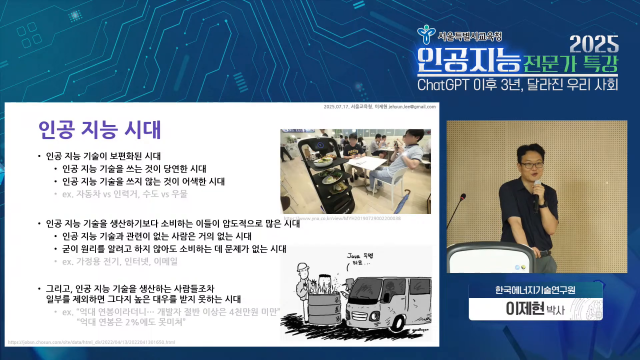 서울특별시교육청
2025
인공지능 전문가 특강
ChatGPT 이후 3년, 달라진 우리 사회
2025.07.17. 서울교육청, 이제현 jehyun.lee@gmail.com
인공 지능 시대
• 인공 지능 기술이 보편화된 시대
• 인공 지능 기술을 쓰는 것이 당연한 시대
• 인공 지능 기술을 쓰지 않는 것이 어색한 시대
• ex. 자동차 vs 인력거, 수도 vs 우물
• 인공 지능 기술을 생산하기보다 소비하는 이들이 압도적으로 많은 시대
• 인공 지능 기술과 관련이 없는 사람은 거의 없는 시대
• 굳이 원리를 알려고 하지 않아도 소비하는 데 문제가 없는 시대
• ex. 가정용 전기, 인터넷, 이메일
• 그리고, 인공 지능 기술을 생산하는 사람들조차
일부를 제외하면 그다지 높은 대우를 받지 못하는 시대
• ex. "억대 연봉이라더니… 개발자 절반 이상은 4천만원 미만"
"억대 연봉은 2%에도 못미쳐"
Java 두명
타요..
한국에너지기술연구원
이제현 박사